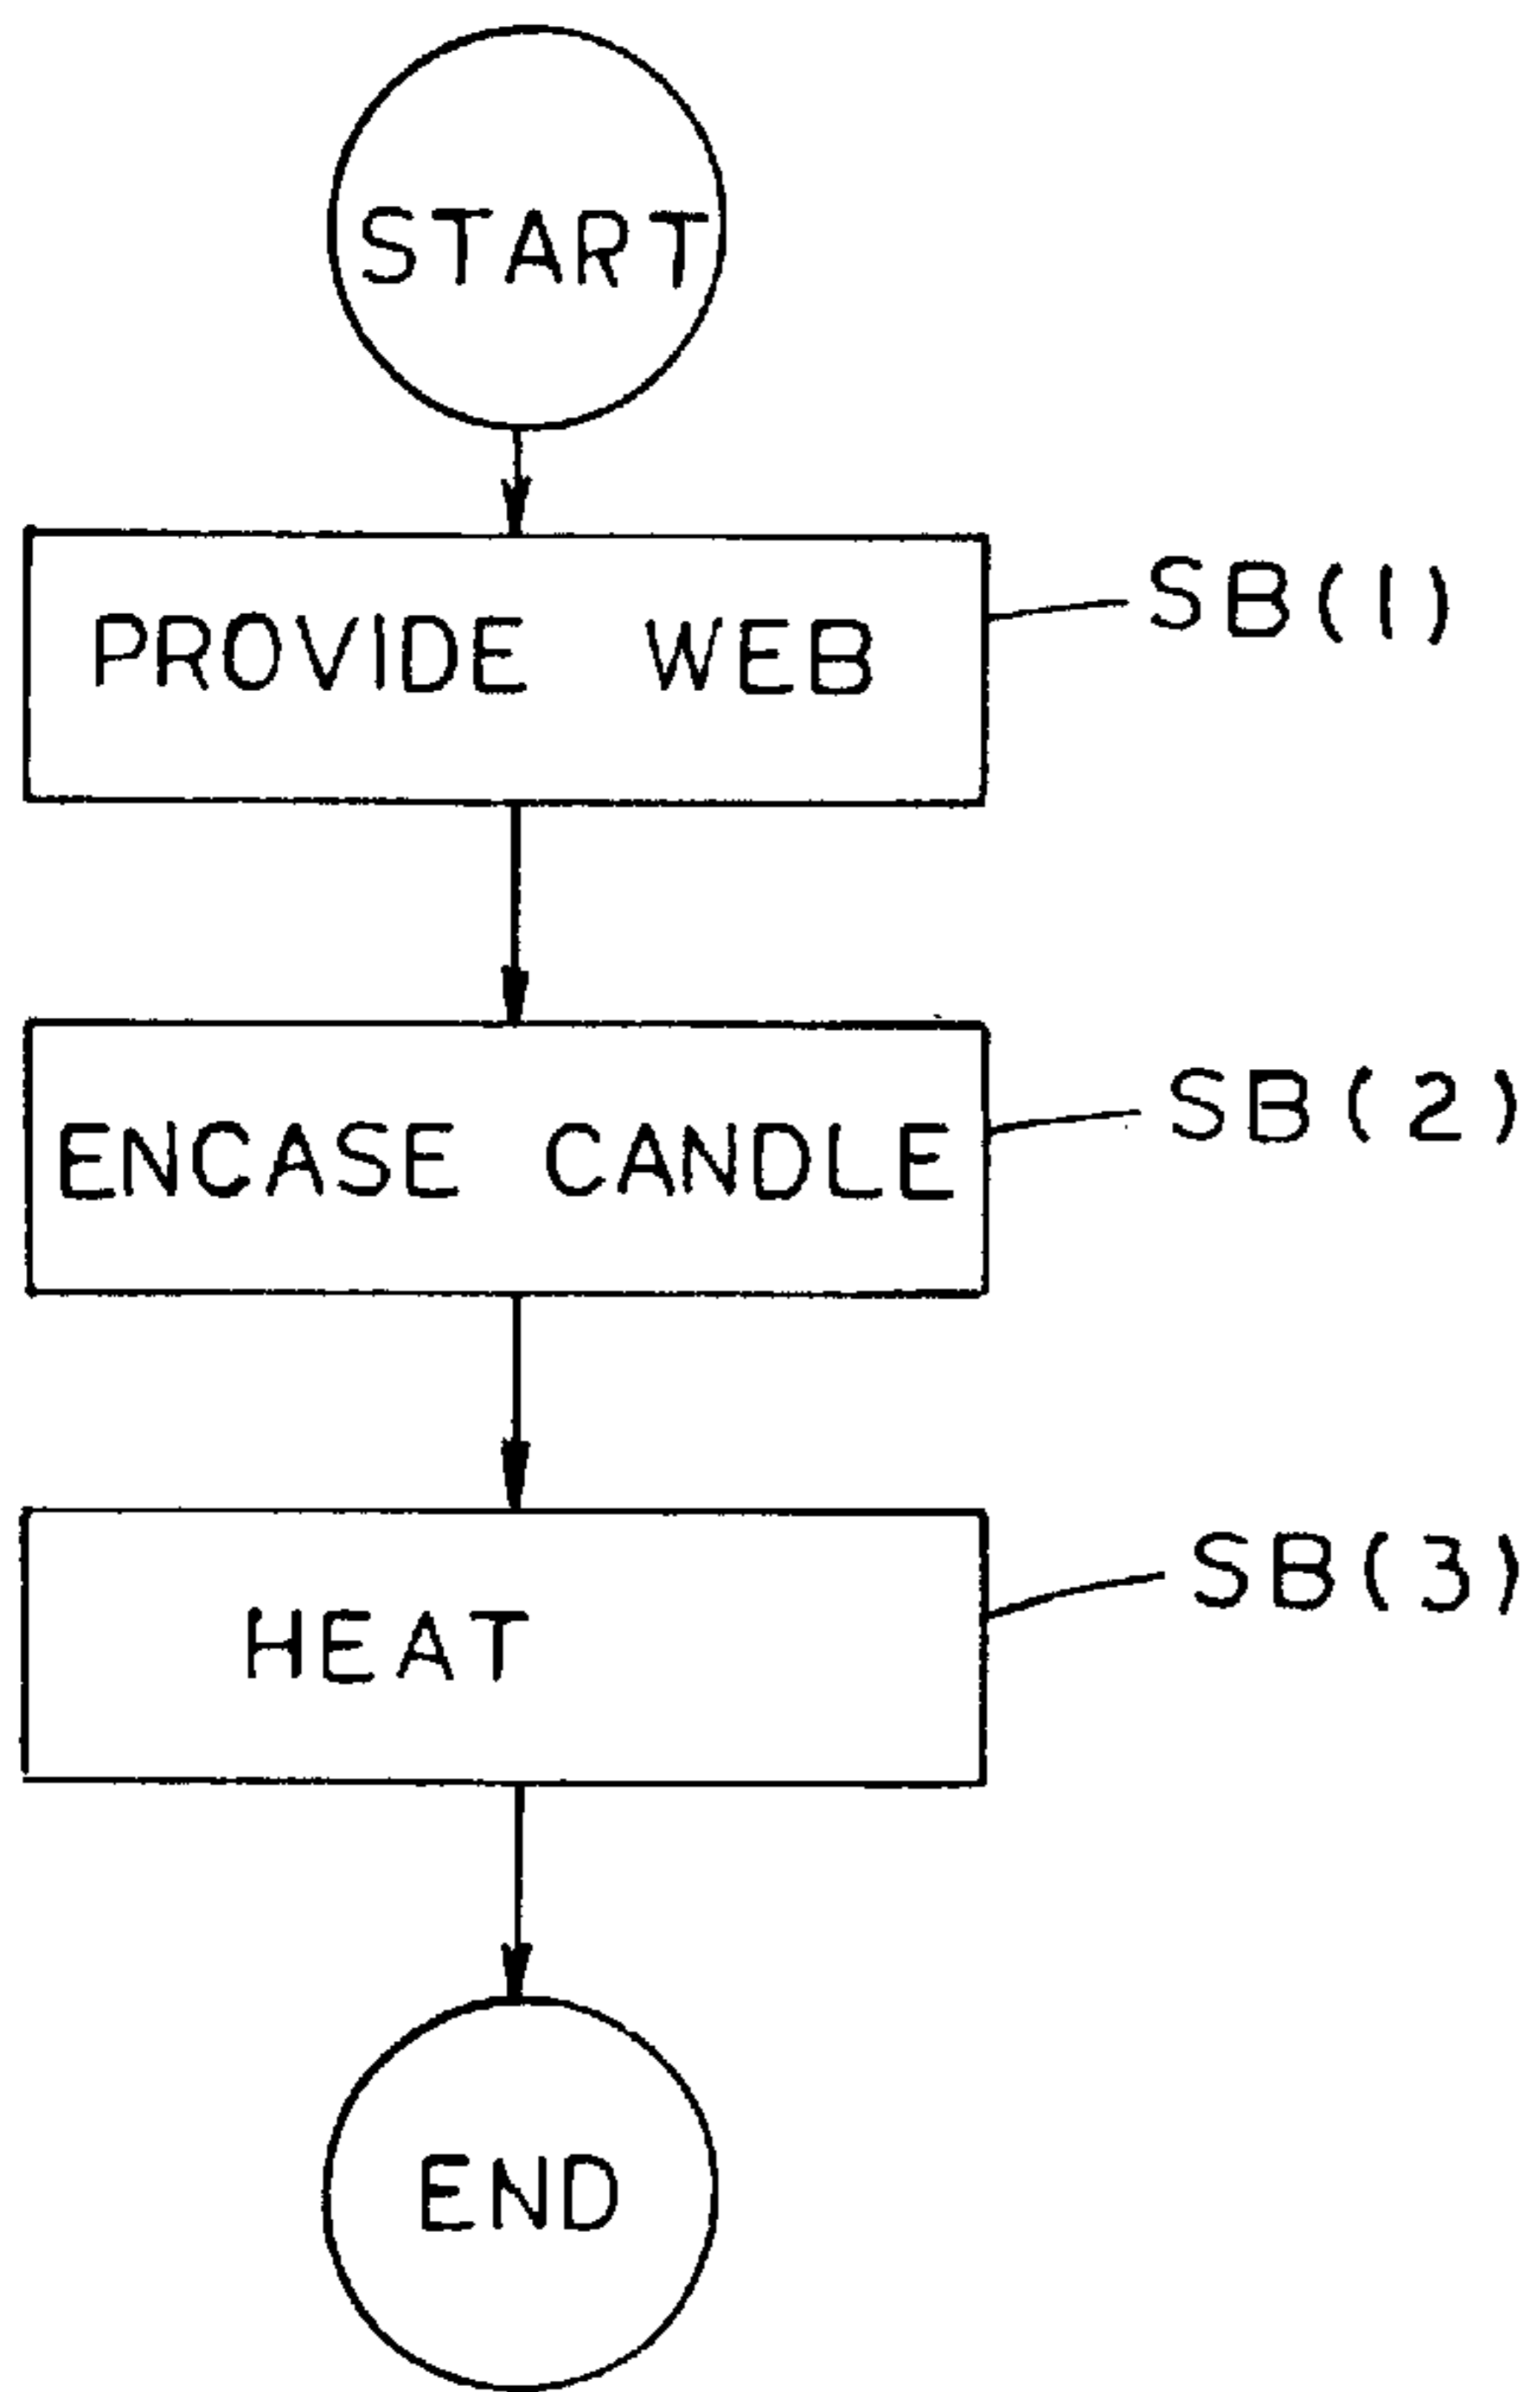 START
PROVIDE WEB
SB(1)
ENCASE CANDLE
SB(2)
HEAT
SB(3)
END